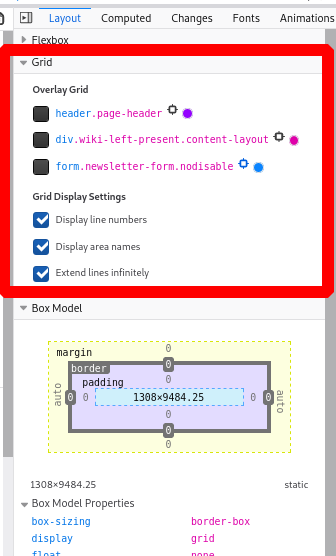 Layout Computed Changes Fonts Animations
Flexbox
Grid
Overlay Grid
header.page-header
div.wiki-left-present.content-layout
form.newsletter-form.nodisable
Grid Display Settings
Display line numbers
Display area names
Extend lines infinitely
Box Model
margin 0
border 0
padding 0
auto 0 0 1308×9484.25 0 0 auto
0
0
0
1308×9484.25 static
Box Model Properties
box-sizing border-box
display grid
float none